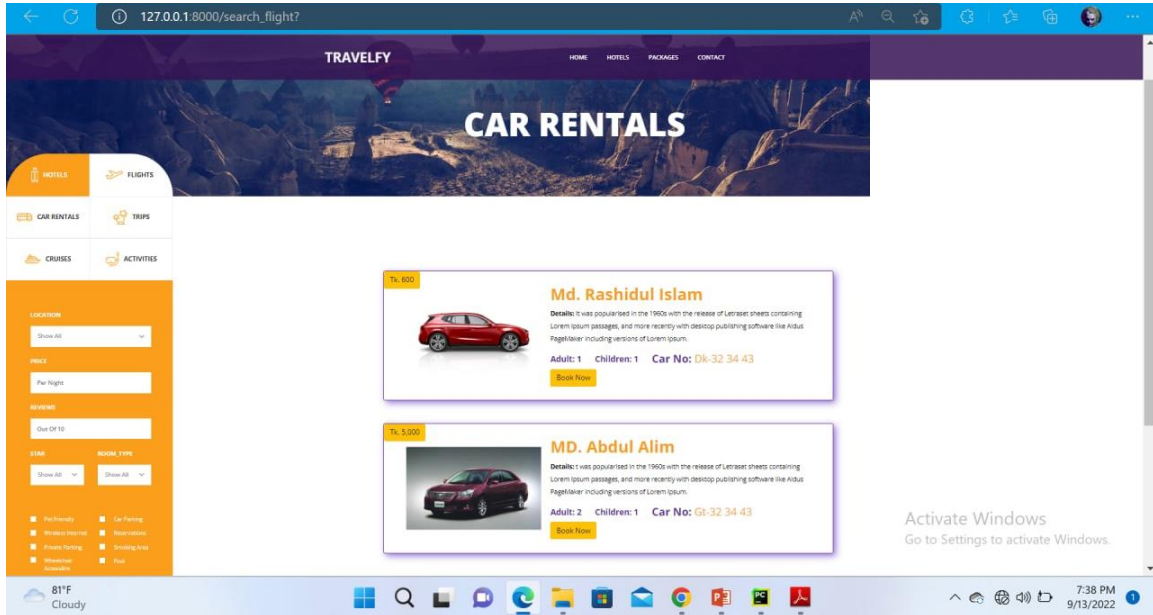 127.0.0.1:8000/search_flight?
TRAVELFY
HOME HOTELS PACKAGES CONTACT
CAR RENTALS
HOTELS FLIGHTS
CAR RENTALS TRIPS
CRUISES ACTIVITIES
LOCATION
Show All
PRICE
Per Night
REVIEWS
Out Of 10
STAR ROOM_TYPE
Show All Show All
Pet Friendly Car Parking
Wireless Internet Reservations
Private Parking Smoking Area
Wheelchair Pool
Accessible
Tk. 600
Md. Rashidul Islam
Details: It was popularised in the 1960s with the release of Letraset sheets containing
Lorem Ipsum passages, and more recently with desktop publishing software like Aldus
PageMaker including versions of Lorem Ipsum.
Adult: 1 Children: 1 Car No: Dk-32 34 43
Book Now
Tk. 5,000
MD. Abdul Alim
Details: t was popularised in the 1960s with the release of Letraset sheets containing
Lorem Ipsum passages, and more recently with desktop publishing software like Aldus
PageMaker including versions of Lorem Ipsum.
Adult: 2 Children: 1 Car No: Gt-32 34 43
Book Now
Activate Windows
Go to Settings to activate Windows.
81°F
Cloudy
7:38 PM
9/13/2022
1